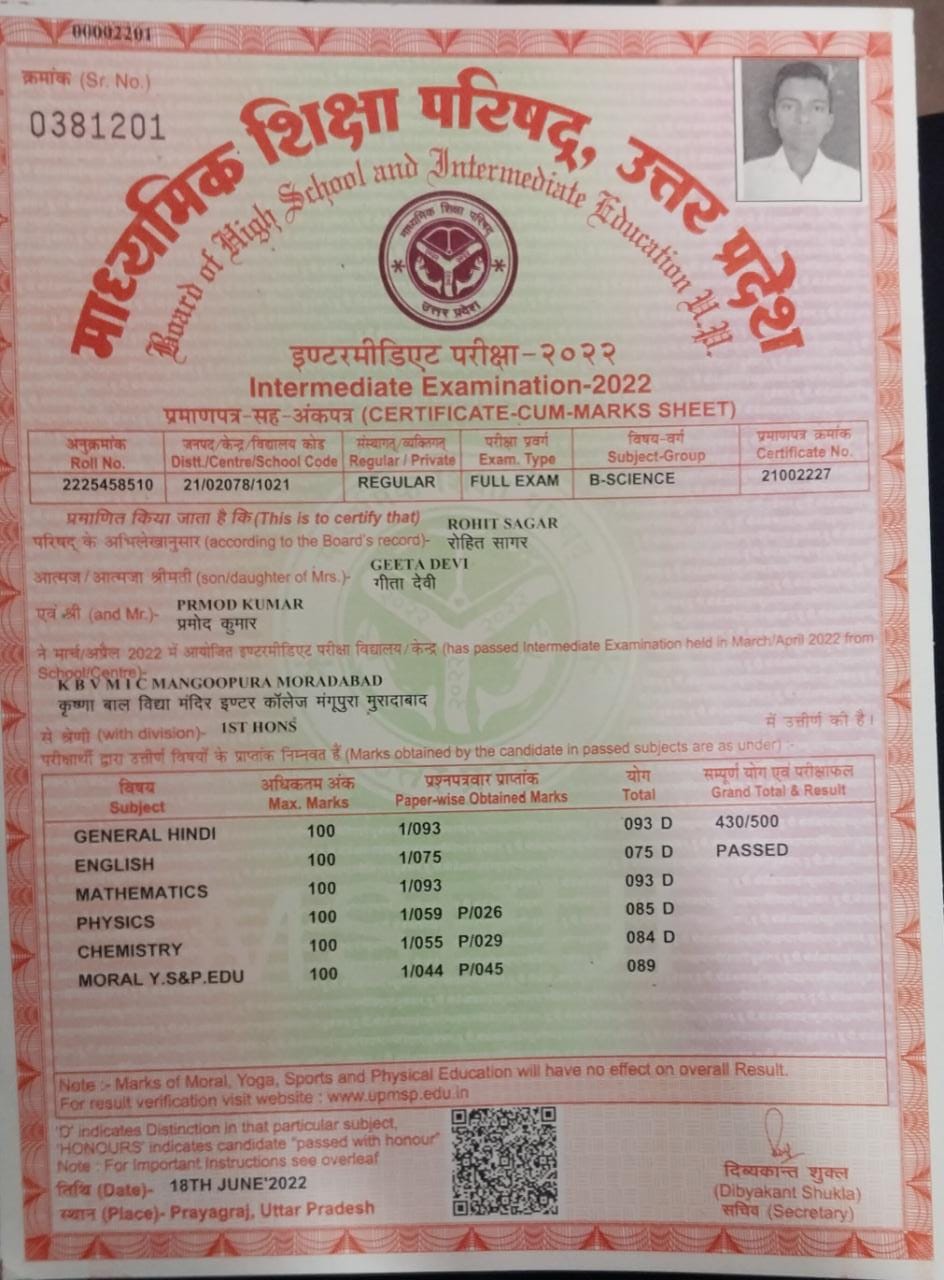 00002201
क्रमांक (Sr. No.)
0381201
माध्यमिक शिक्षा परिषद्, उत्तर प्रदेश
Board of High School and Intermediate Education U.P.
माध्यमिक शिक्षा परिषद्
उत्तर प्रदेश
इण्टरमीडिएट परीक्षा-२०२२
Intermediate Examination-2022
प्रमाणपत्र-सह-अंकपत्र (CERTIFICATE-CUM-MARKS SHEET)
अनुक्रमांक जनपद/केन्द्र/विद्यालय कोड संस्थागत/व्यक्तिगत परीक्षा प्रवर्ग विषय-वर्ग प्रमाणपत्र क्रमांक
Roll No. Distt./Centre/School Code Regular / Private Exam. Type Subject-Group Certificate No.
2225458510 21/02078/1021 REGULAR FULL EXAM B-SCIENCE 21002227
प्रमाणित किया जाता है कि (This is to certify that) ROHIT SAGAR
परिषद् के अभिलेखानुसार (according to the Board's record)- रोहित सागर
GEETA DEVI
आत्मज/आत्मजा श्रीमती (son/daughter of Mrs.)- गीता देवी
PRMOD KUMAR
एवं श्री (and Mr.)- प्रमोद कुमार
ने मार्च/अप्रैल 2022 में आयोजित इण्टरमीडिएट परीक्षा विद्यालय/केन्द्र (has passed Intermediate Examination held in March/April 2022 from
School/Centre)-
K B V M I C MANGOOPURA MORADABAD
कृष्णा बाल विद्या मंदिर इण्टर कॉलेज मंगूपुरा मुरादाबाद
से श्रेणी (with division)- 1ST HONS में उत्तीर्ण की है।
परीक्षार्थी द्वारा उत्तीर्ण विषयों के प्राप्तांक निम्नवत हैं (Marks obtained by the candidate in passed subjects are as under) :-
विषय अधिकतम अंक प्रश्नपत्रवार प्राप्तांक योग सम्पूर्ण योग एवं परीक्षाफल
Subject Max. Marks Paper-wise Obtained Marks Total Grand Total & Result
GENERAL HINDI 100 1/093 093 D 430/500
ENGLISH 100 1/075 075 D PASSED
MATHEMATICS 100 1/093 093 D
PHYSICS 100 1/059 P/026 085 D
CHEMISTRY 100 1/055 P/029 084 D
MORAL Y.S&P.EDU 100 1/044 P/045 089
Note :- Marks of Moral, Yoga, Sports and Physical Education will have no effect on overall Result.
For result verification visit website : www.upmsp.edu.in
'D' indicates Distinction in that particular subject,
'HONOURS' indicates candidate "passed with honour"
Note : For Important Instructions see overleaf
तिथि (Date)- 18TH JUNE'2022
स्थान (Place)- Prayagraj, Uttar Pradesh
दिव्यकान्त शुक्ल
(Dibyakant Shukla)
सचिव (Secretary)